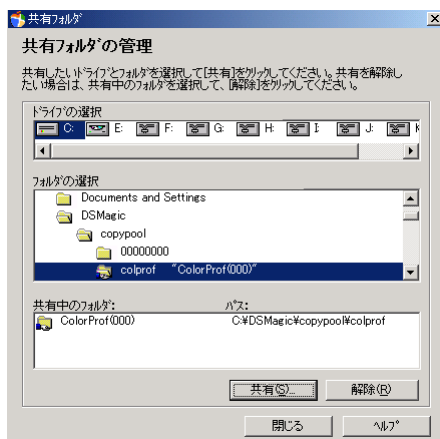 共有ﾌｫﾙﾀﾞ
共有ﾌｫﾙﾀﾞの管理
共有したいﾄﾞﾗｲﾌﾞとﾌｫﾙﾀﾞを選択して[共有]をｸﾘｯｸしてください。共有を解除し
たい場合は、共有中のﾌｫﾙﾀﾞを選択して、[解除]をｸﾘｯｸしてください。
ﾄﾞﾗｲﾌﾞの選択
C: E: F: G: H: I: J: K
ﾌｫﾙﾀﾞの選択
Documents and Settings
DSMagic
copypool
00000000
colprof "ColorProf(000)"
共有中のﾌｫﾙﾀﾞ: ﾊﾟｽ:
ColorProf(000) C:¥DSMagic¥copypool¥colprof
共有(S)... 解除(R)
閉じる ﾍﾙﾌﾟ